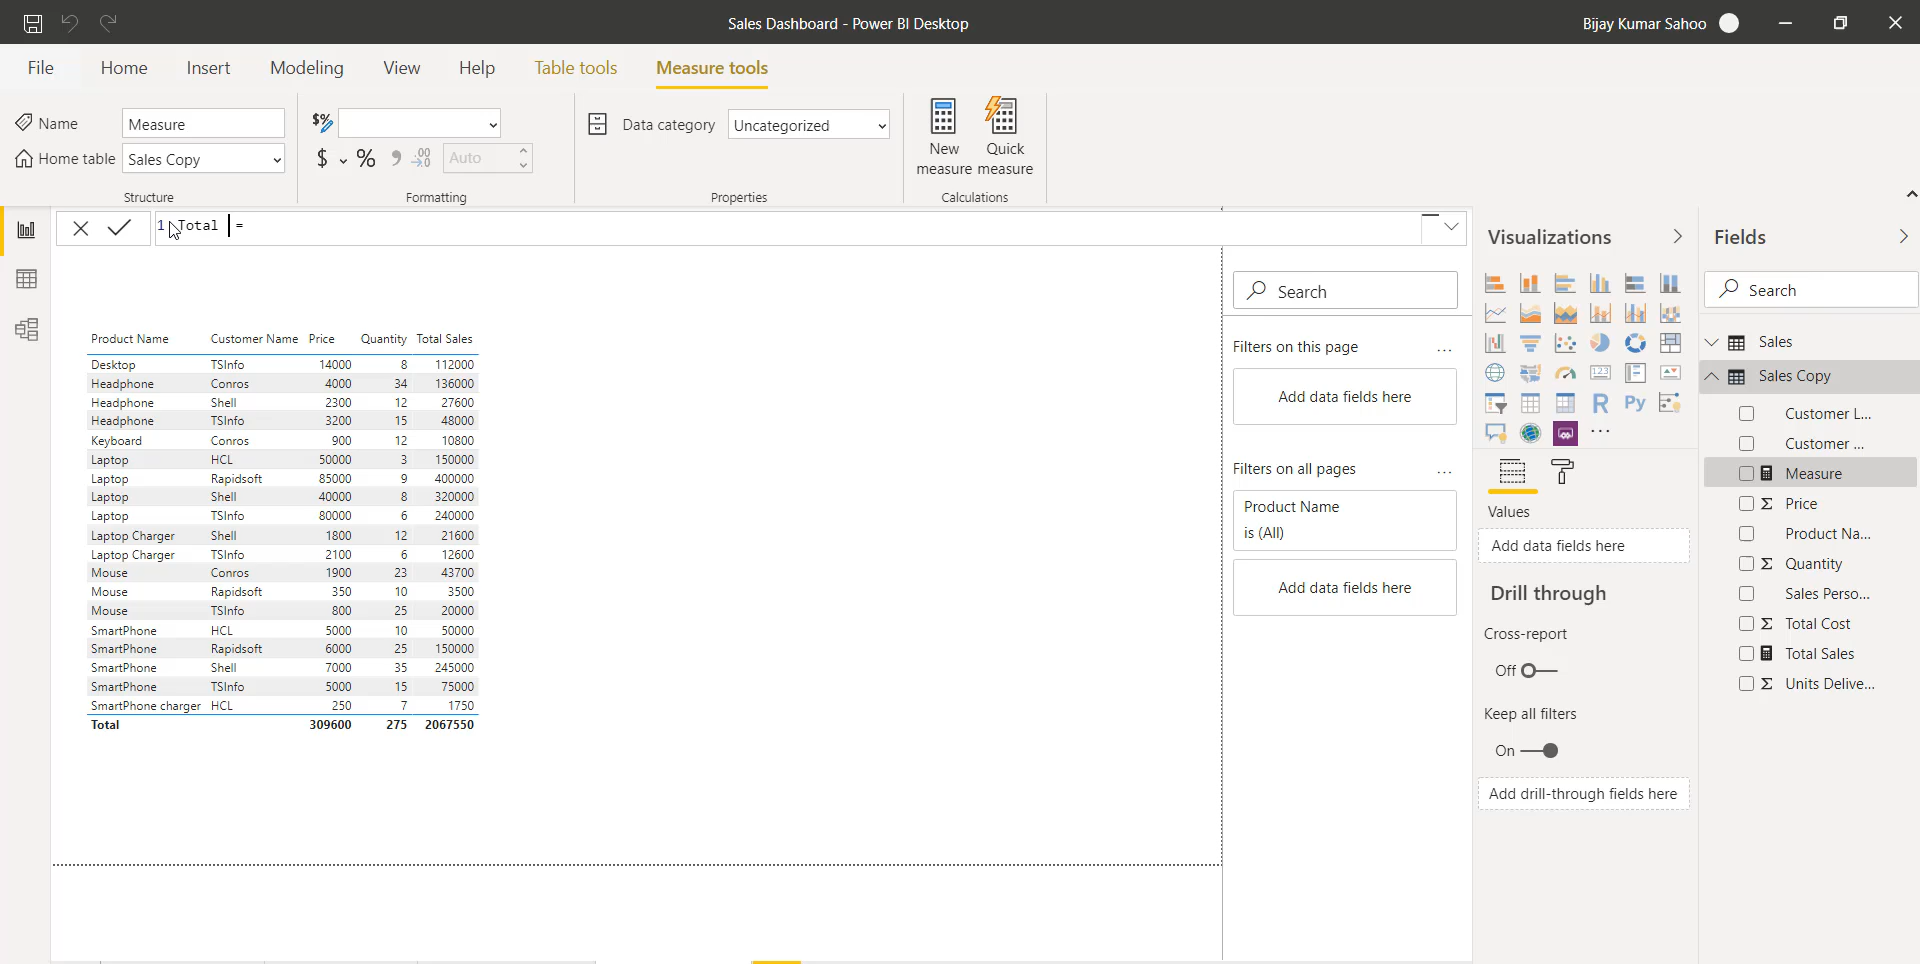 Sales Dashboard - Power BI Desktop
Bijay Kumar Sahoo
File Home Insert Modeling View Help Table tools Measure tools
Name Measure
Home table Sales Copy
Structure
$%
$ % , .00 →0 Auto
Formatting
Data category Uncategorized
Properties
New measure
Quick measure
Calculations
1 Total =
Product Name Customer Name Price Quantity Total Sales
Desktop TSInfo 14000 8 112000
Headphone Conros 4000 34 136000
Headphone Shell 2300 12 27600
Headphone TSInfo 3200 15 48000
Keyboard Conros 900 12 10800
Laptop HCL 50000 3 150000
Laptop Rapidsoft 85000 9 400000
Laptop Shell 40000 8 320000
Laptop TSInfo 80000 6 240000
Laptop Charger Shell 1800 12 21600
Laptop Charger TSInfo 2100 6 12600
Mouse Conros 1900 23 43700
Mouse Rapidsoft 350 10 3500
Mouse TSInfo 800 25 20000
SmartPhone HCL 5000 10 50000
SmartPhone Rapidsoft 6000 25 150000
SmartPhone Shell 7000 35 245000
SmartPhone TSInfo 5000 15 75000
SmartPhone charger HCL 250 7 1750
Total 309600 275 2067550
Search
Filters on this page ...
Add data fields here
Filters on all pages ...
Product Name
is (All)
Add data fields here
Visualizations
123
R Py
...
Values
Add data fields here
Drill through
Cross-report
Off
Keep all filters
On
Add drill-through fields here
Fields
Search
Sales
Sales Copy
Customer L...
Customer ...
Measure
Σ Price
Product Na...
Σ Quantity
Sales Perso...
Σ Total Cost
Total Sales
Σ Units Delive...